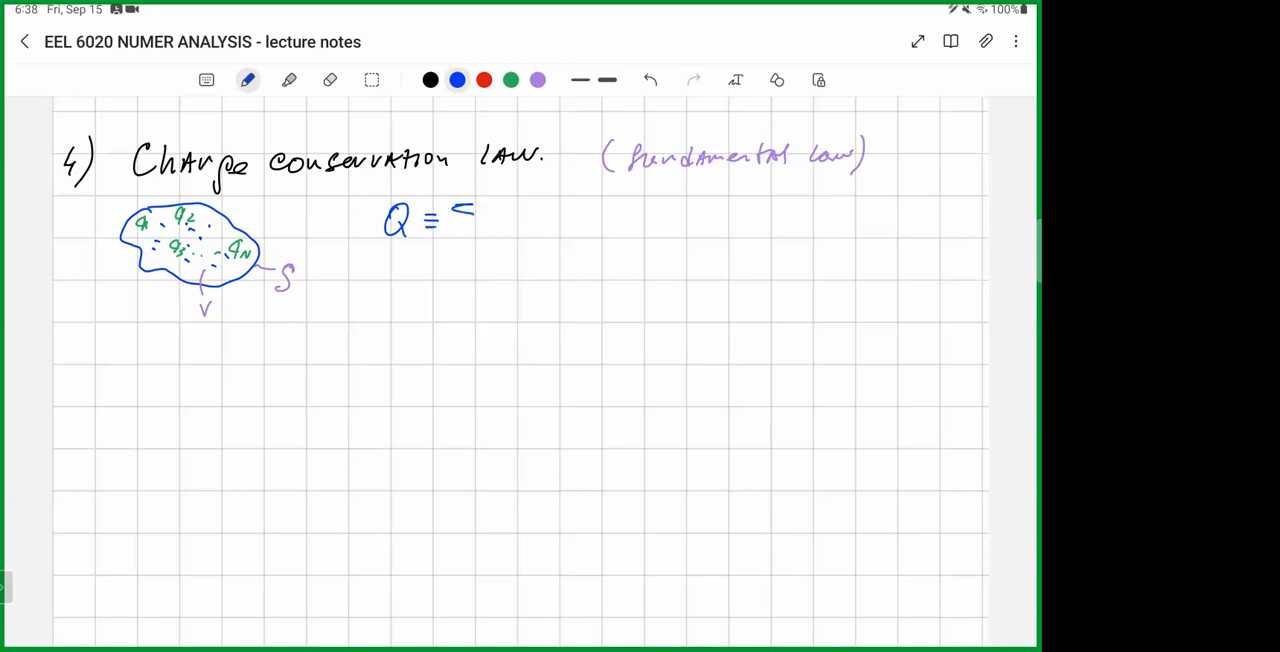 6:38 Fri, Sep 15 100%
EEL 6020 NUMER ANALYSIS - lecture notes
4) Charge conservation law. (fundamental law)
q1 q2
Q ≡
q3 qN
S
V